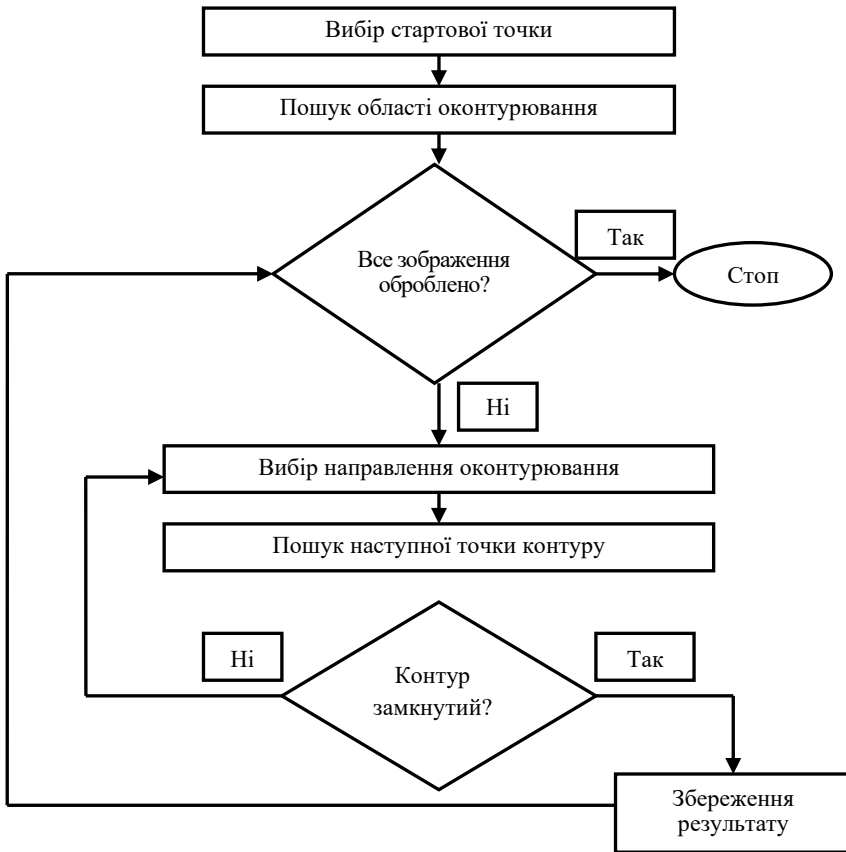 Вибір стартової точки
Пошук області оконтурювання
Так
Все зображення
оброблено?
Стоп
Ні
Вибір направлення оконтурювання
Пошук наступної точки контуру
Ні
Так
Контур
замкнутий?
Збереження
результату